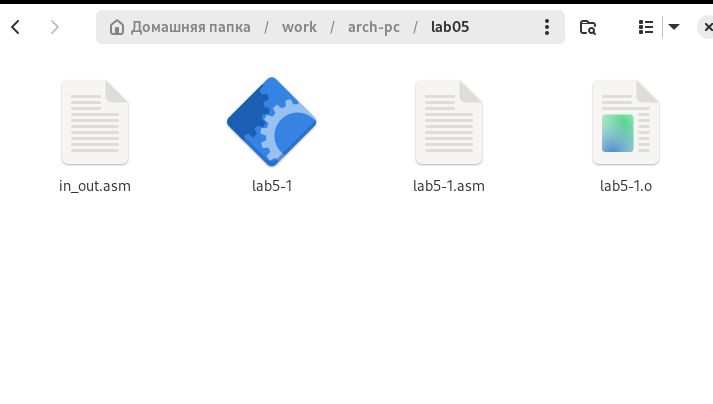 Домашняя папка / work / arch-pc / lab05
in_out.asm
lab5-1
lab5-1.asm
lab5-1.o